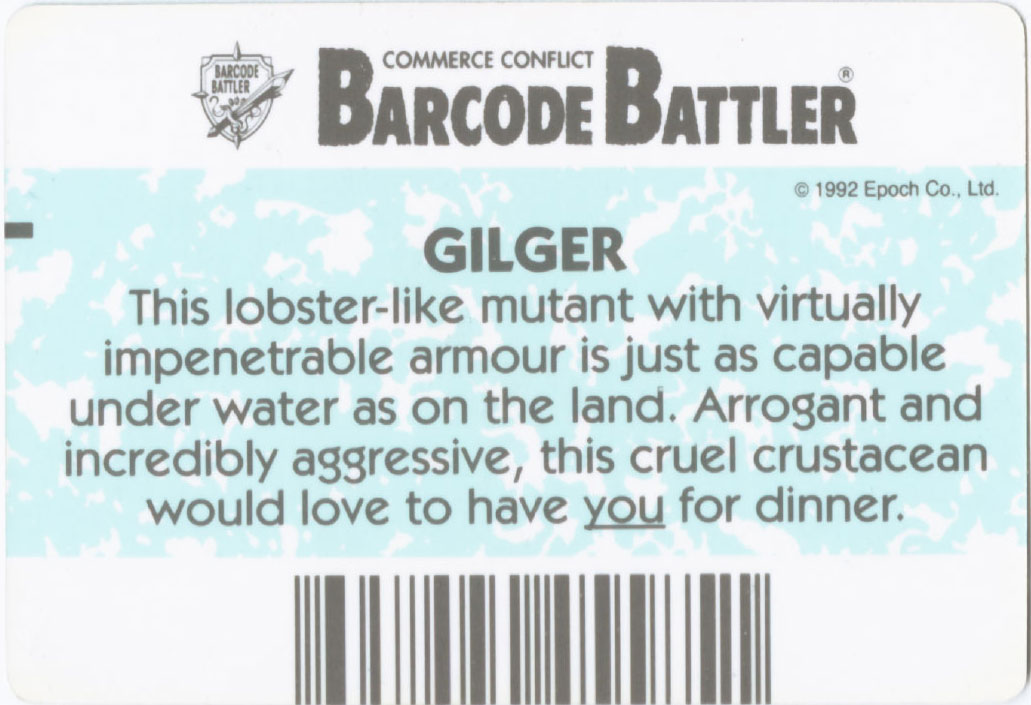 BARCODE
BATTLER
COMMERCE CONFLICT
BARCODE BATTLER®
© 1992 Epoch Co., Ltd.
GILGER
This lobster-like mutant with virtually
impenetrable armour is just as capable
under water as on the land. Arrogant and
incredibly aggressive, this cruel crustacean
would love to have you for dinner.